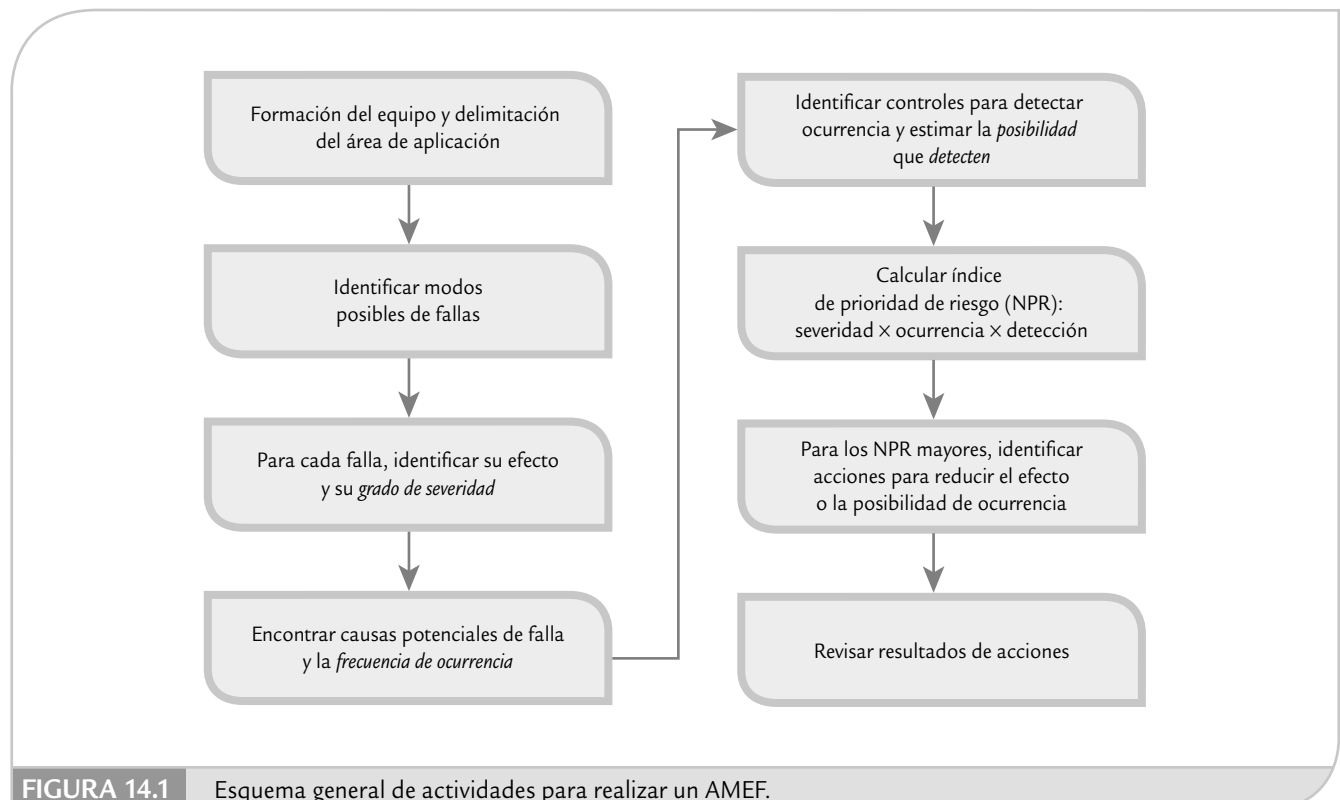 Formación del equipo y delimitación
del área de aplicación
Identificar modos
posibles de fallas
Para cada falla, identificar su efecto
y su grado de severidad
Encontrar causas potenciales de falla
y la frecuencia de ocurrencia
Identificar controles para detectar
ocurrencia y estimar la posibilidad
que detecten
Calcular índice
de prioridad de riesgo (NPR):
severidad × ocurrencia × detección
Para los NPR mayores, identificar
acciones para reducir el efecto
o la posibilidad de ocurrencia
Revisar resultados de acciones
FIGURA 14.1 Esquema general de actividades para realizar un AMEF.